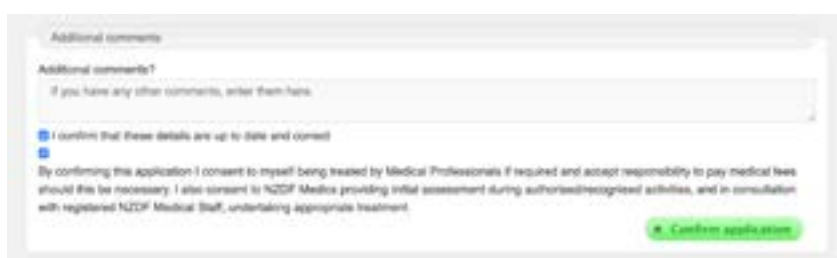 Additional comments
Additional comments?
If you have any other comments, enter them here.
I confirm that these details are up to date and correct
By confirming this application I consent to myself being treated by Medical Professionals if required and accept responsibility to pay medical fees
should this be necessary. I also consent to NZDF Medics providing initial assessment during authorised/recognised activities, and in consultation
with registered NZDF Medical Staff, undertaking appropriate treatment.
Confirm application